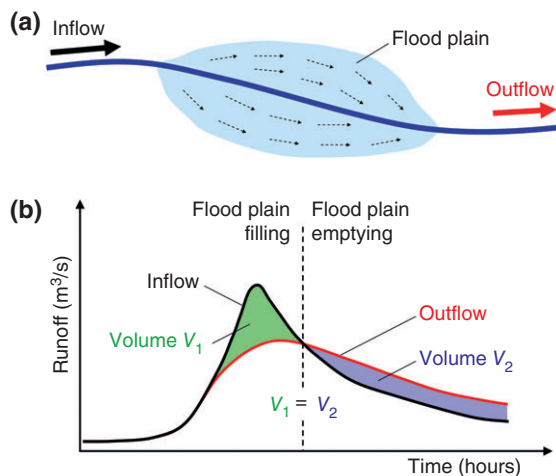 (a)
Inflow
Flood plain
Outflow
(b)
Flood plain filling
Flood plain emptying
Runoff (m³/s)
Inflow
Volume V₁
Outflow
Volume V₂
V₁ = V₂
Time (hours)